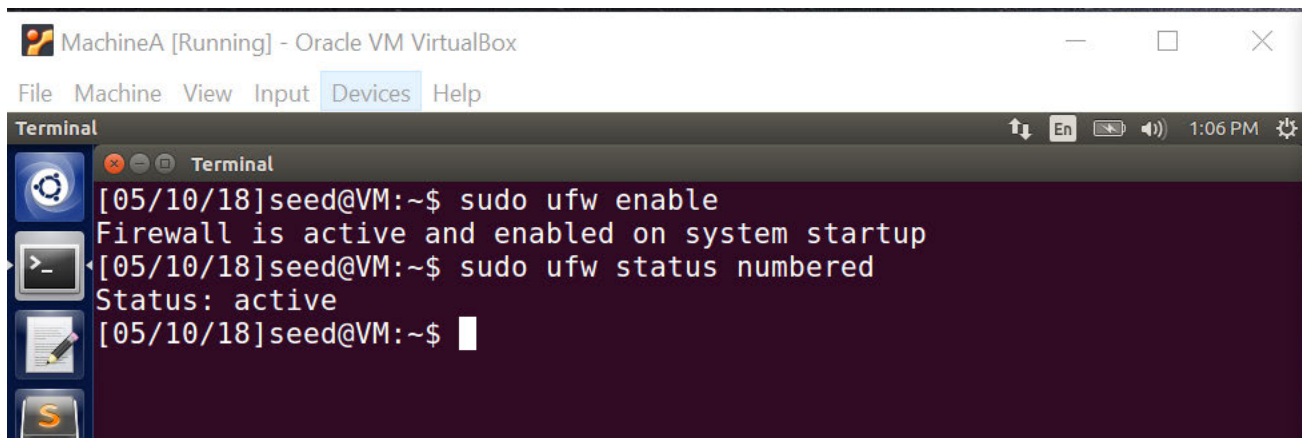 MachineA [Running] - Oracle VM VirtualBox
File Machine View Input Devices Help
Terminal En 1:06 PM
Terminal
[05/10/18]seed@VM:~$ sudo ufw enable
Firewall is active and enabled on system startup
[05/10/18]seed@VM:~$ sudo ufw status numbered
Status: active
[05/10/18]seed@VM:~$
>_
S